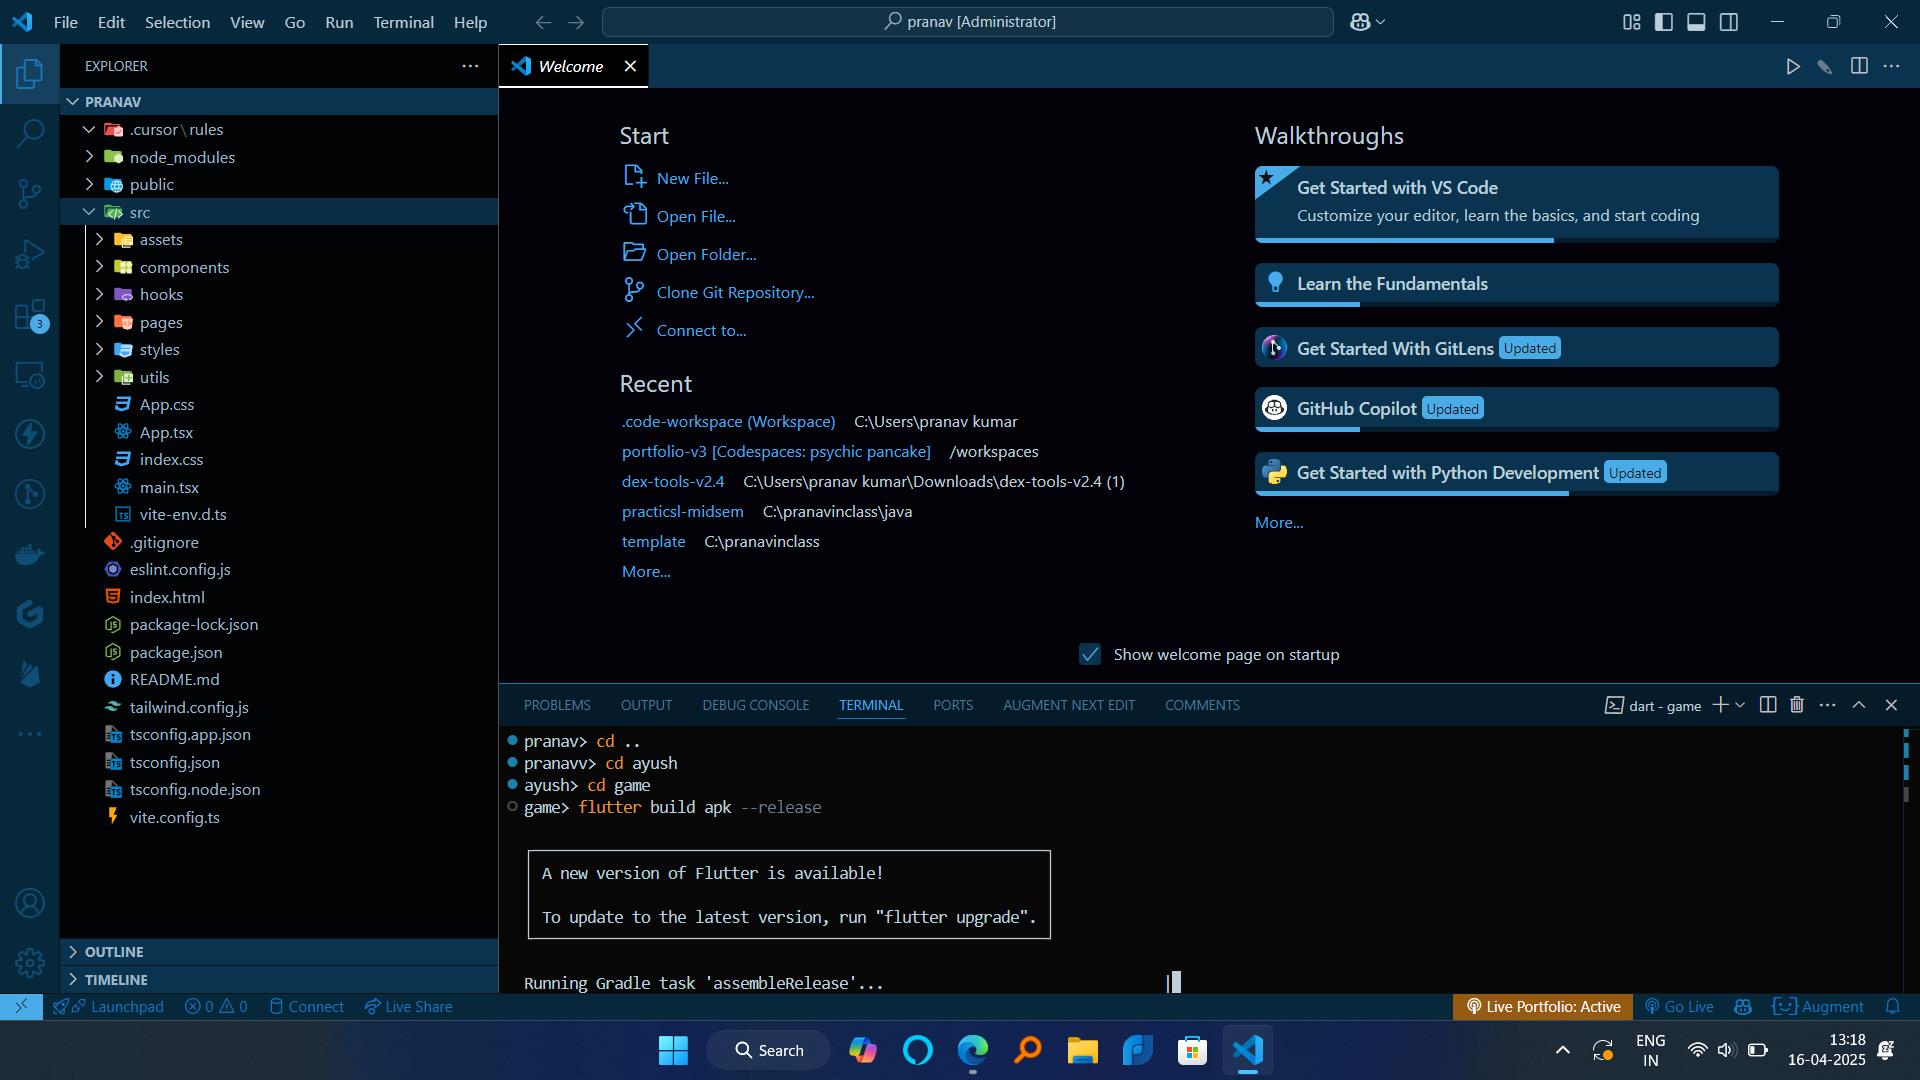 File Edit Selection View Go Run Terminal Help
pranav [Administrator]
EXPLORER
PRANAV
.cursor\rules
node_modules
public
src
assets
components
hooks
pages
styles
utils
App.css
App.tsx
index.css
main.tsx
TS vite-env.d.ts
.gitignore
eslint.config.js
index.html
package-lock.json
package.json
README.md
tailwind.config.js
tsconfig.app.json
tsconfig.json
tsconfig.node.json
vite.config.ts
OUTLINE
TIMELINE
3
Welcome
Start
New File...
Open File...
Open Folder...
Clone Git Repository...
Connect to...
Recent
.code-workspace (Workspace) C:\Users\pranav kumar
portfolio-v3 [Codespaces: psychic pancake] /workspaces
dex-tools-v2.4 C:\Users\pranav kumar\Downloads\dex-tools-v2.4 (1)
practicsl-midsem C:\pranavinclass\java
template C:\pranavinclass
More...
Walkthroughs
Get Started with VS Code
Customize your editor, learn the basics, and start coding
Learn the Fundamentals
Get Started With GitLens Updated
GitHub Copilot Updated
Get Started with Python Development Updated
More...
Show welcome page on startup
PROBLEMS OUTPUT DEBUG CONSOLE TERMINAL PORTS AUGMENT NEXT EDIT COMMENTS
dart - game
pranav> cd ..
pranavv> cd ayush
ayush> cd game
game> flutter build apk --release
A new version of Flutter is available!
To update to the latest version, run "flutter upgrade".
Running Gradle task 'assembleRelease'... |
Launchpad 0 0 Connect Live Share
Live Portfolio: Active Go Live Augment
Search
ENG
IN
13:18
16-04-2025